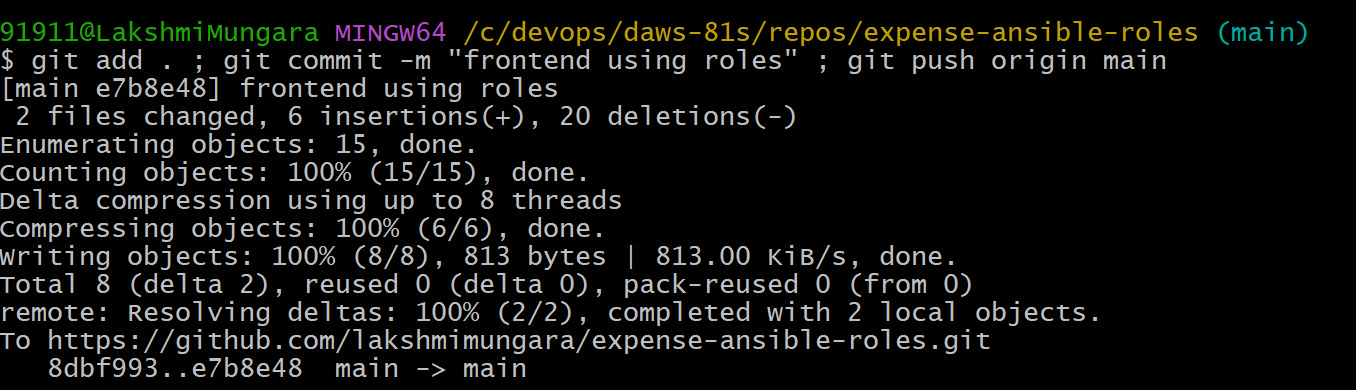 91911@LakshmiMungara MINGW64 /c/devops/daws-81s/repos/expense-ansible-roles (main)
$ git add . ; git commit -m "frontend using roles" ; git push origin main
[main e7b8e48] frontend using roles
 2 files changed, 6 insertions(+), 20 deletions(-)
Enumerating objects: 15, done.
Counting objects: 100% (15/15), done.
Delta compression using up to 8 threads
Compressing objects: 100% (6/6), done.
Writing objects: 100% (8/8), 813 bytes | 813.00 KiB/s, done.
Total 8 (delta 2), reused 0 (delta 0), pack-reused 0 (from 0)
remote: Resolving deltas: 100% (2/2), completed with 2 local objects.
To https://github.com/lakshmimungara/expense-ansible-roles.git
   8dbf993..e7b8e48  main -> main